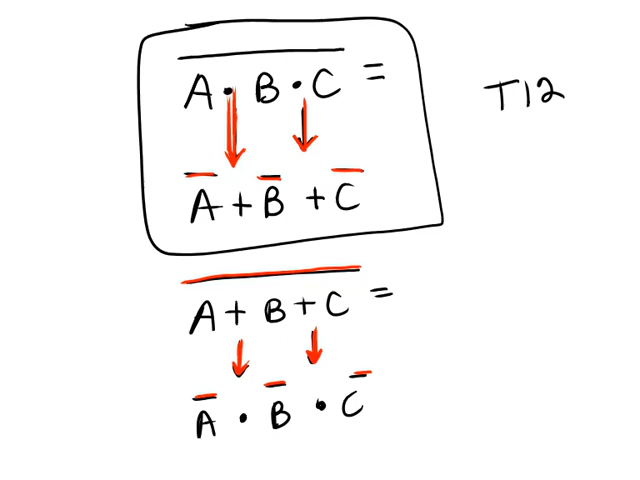 A̅ ̅·̅ ̅B̅ ̅·̅ ̅C̅ =
T12
A̅ + B̅ + C̅
A̅ ̅+̅ ̅B̅ ̅+̅ ̅C̅ =
A̅ · B̅ · C̅